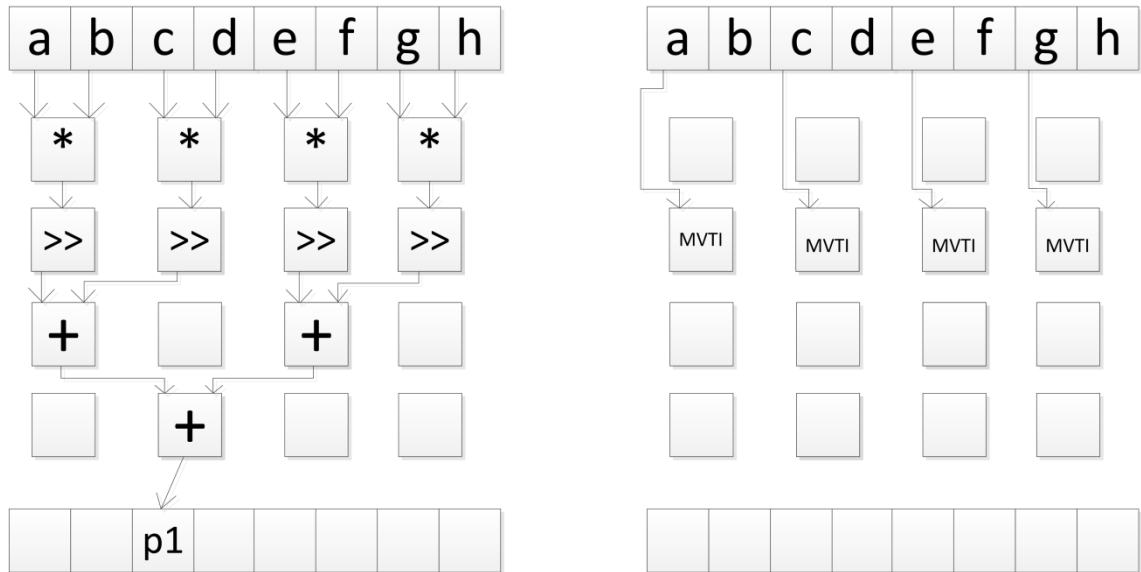 a b c d e f g h
* * * *
>> >> >> >>
+ +
+
p1
a b c d e f g h
MVTI MVTI MVTI MVTI